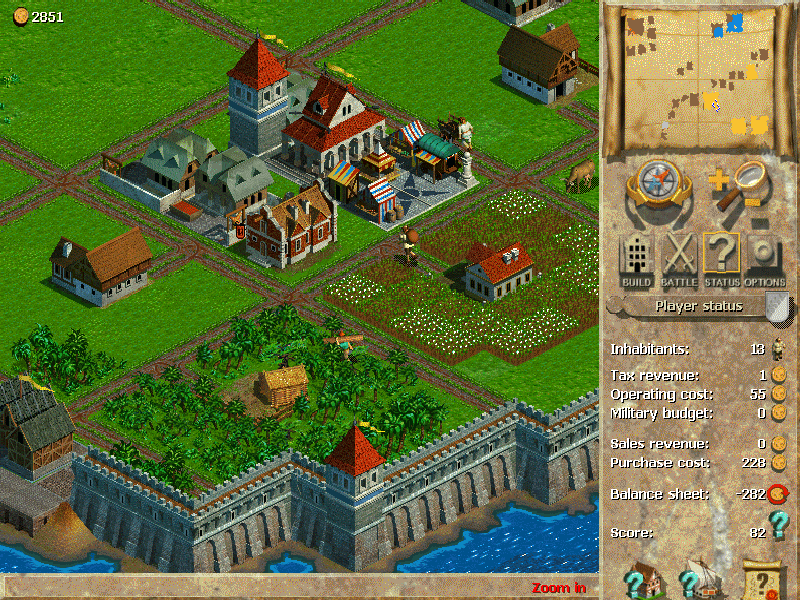 2851
BUILD BATTLE STATUS OPTIONS
Player status
Inhabitants: 13
Tax revenue: 1
Operating cost: 55
Military budget: 0
Sales revenue: 0
Purchase cost: 228
Balance sheet: -282
Score: 82
Zoom in